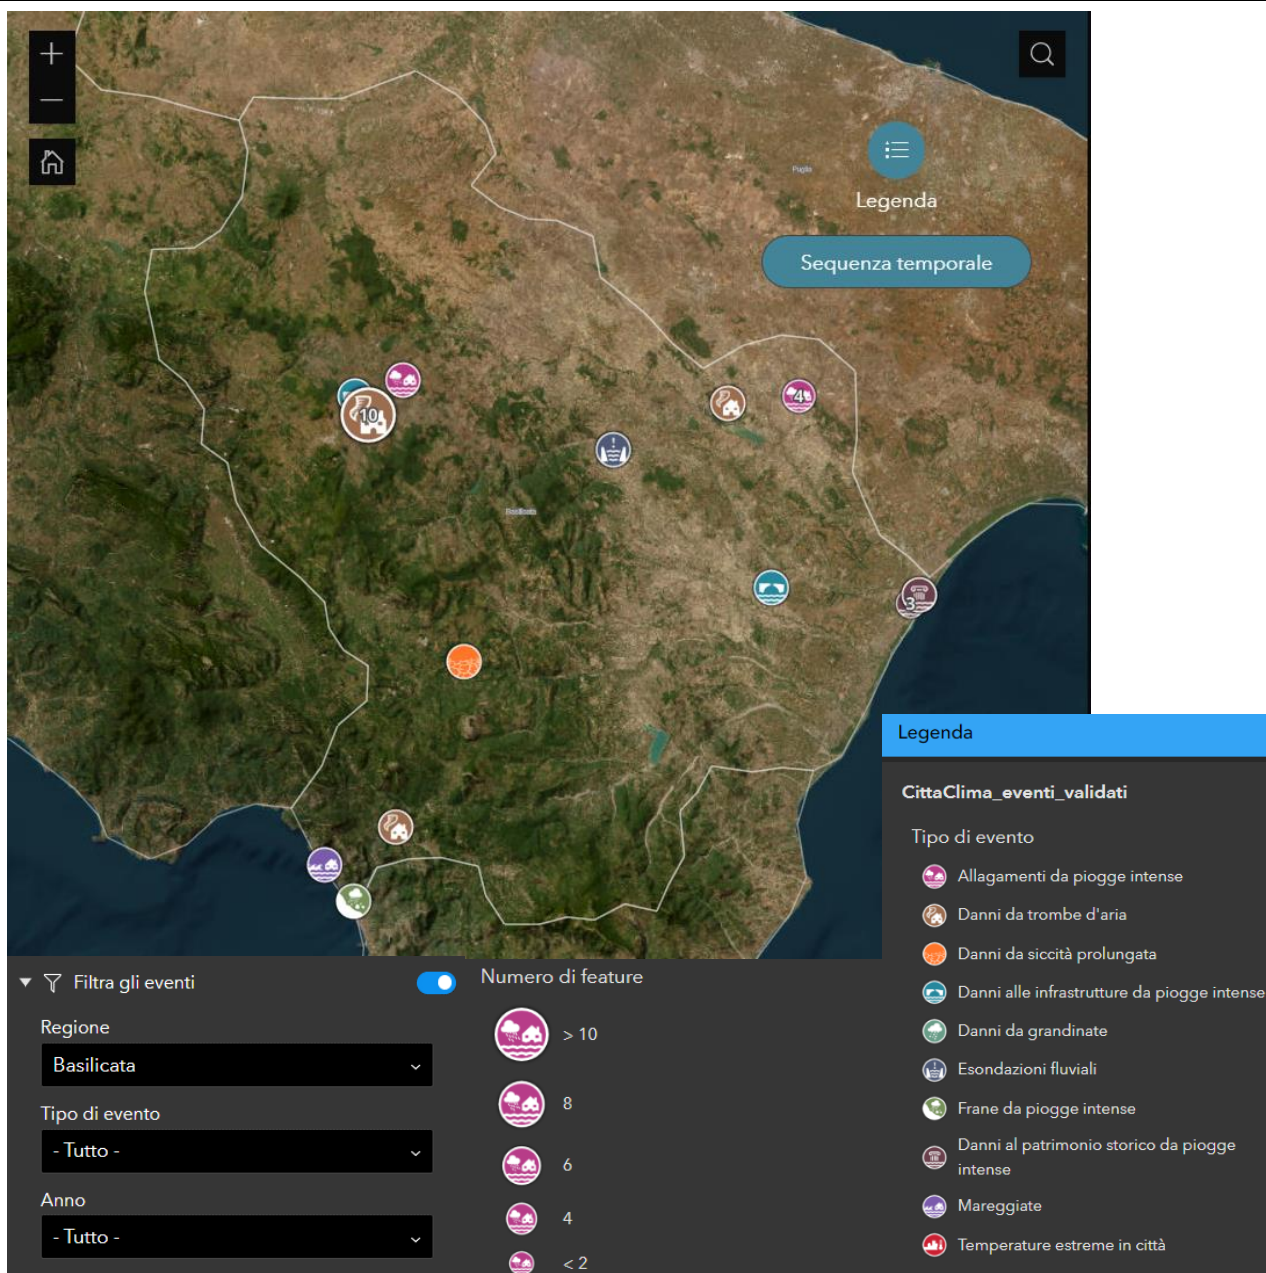 Puglia
Legenda
Sequenza temporale
10
4
Basilicata
3
Legenda
CittaClima_eventi_validati
Tipo di evento
Allagamenti da piogge intense
Danni da trombe d'aria
Danni da siccità prolungata
Danni alle infrastrutture da piogge intense
Danni da grandinate
Esondazioni fluviali
Frane da piogge intense
Danni al patrimonio storico da piogge
intense
Mareggiate
Temperature estreme in città
Filtra gli eventi
Regione
Basilicata
Tipo di evento
- Tutto -
Anno
- Tutto -
Numero di feature
> 10
8
6
4
< 2